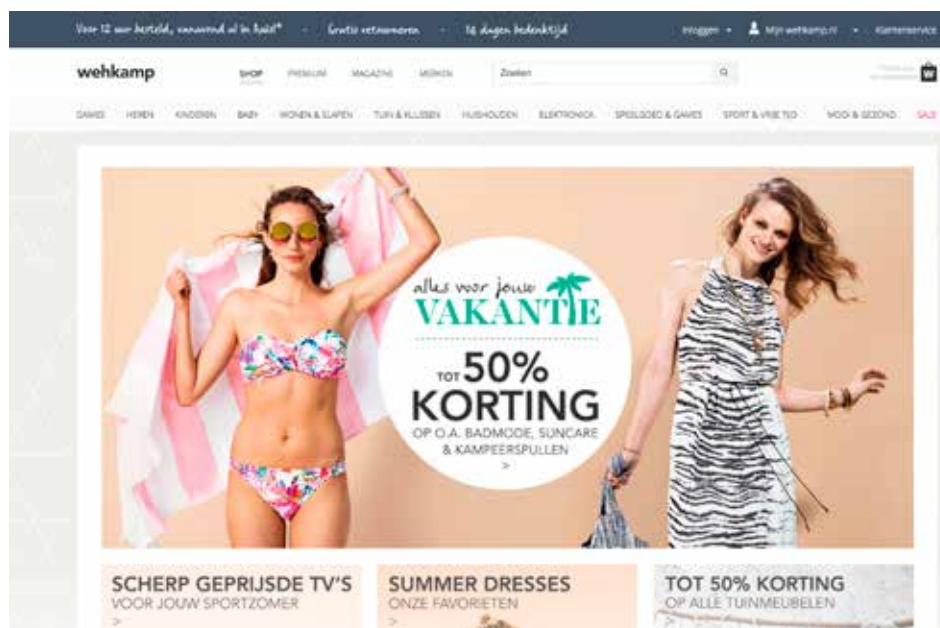 Voor 12 uur besteld, vanavond al in huis!*
Gratis retourneren
14 dagen bedenktijd
Inloggen
Mijn wehkamp.nl
Klantenservice
wehkamp
SHOP
PREMIUM
MAGAZINE
MERKEN
Zoeken
DAMES
HEREN
KINDEREN
BABY
WONEN & SLAPEN
TUIN & KLUSSEN
HUISHOUDEN
ELEKTRONICA
SPEELGOED & GAMES
SPORT & VRIJE TIJD
MOOI & GEZOND
SALE
alles voor jouw
VAKANTIE
TOT 50%
KORTING
OP O.A. BADMODE, SUNCARE
& KAMPEERSPULLEN
>
SCHERP GEPRIJSDE TV'S
VOOR JOUW SPORTZOMER
>
SUMMER DRESSES
ONZE FAVORIETEN
>
TOT 50% KORTING
OP ALLE TUINMEUBELEN
>